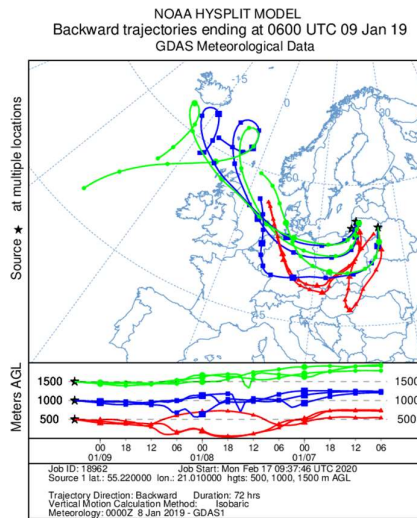 NOAA HYSPLIT MODEL
Backward trajectories ending at 0600 UTC 09 Jan 19
GDAS Meteorological Data
Source ★ at multiple locations
-15
0
45
Meters AGL
1500
1000
500
1500
1000
500
00 18 12 06 00 18 12 06 00 18 12 06
01/09 01/08 01/07
Job ID: 18962 Job Start: Mon Feb 17 09:37:46 UTC 2020
Source 1 lat.: 55.220000 lon.: 21.010000 hgts: 500, 1000, 1500 m AGL
Trajectory Direction: Backward Duration: 72 hrs
Vertical Motion Calculation Method: Isobaric
Meteorology: 0000Z 8 Jan 2019 - GDAS1